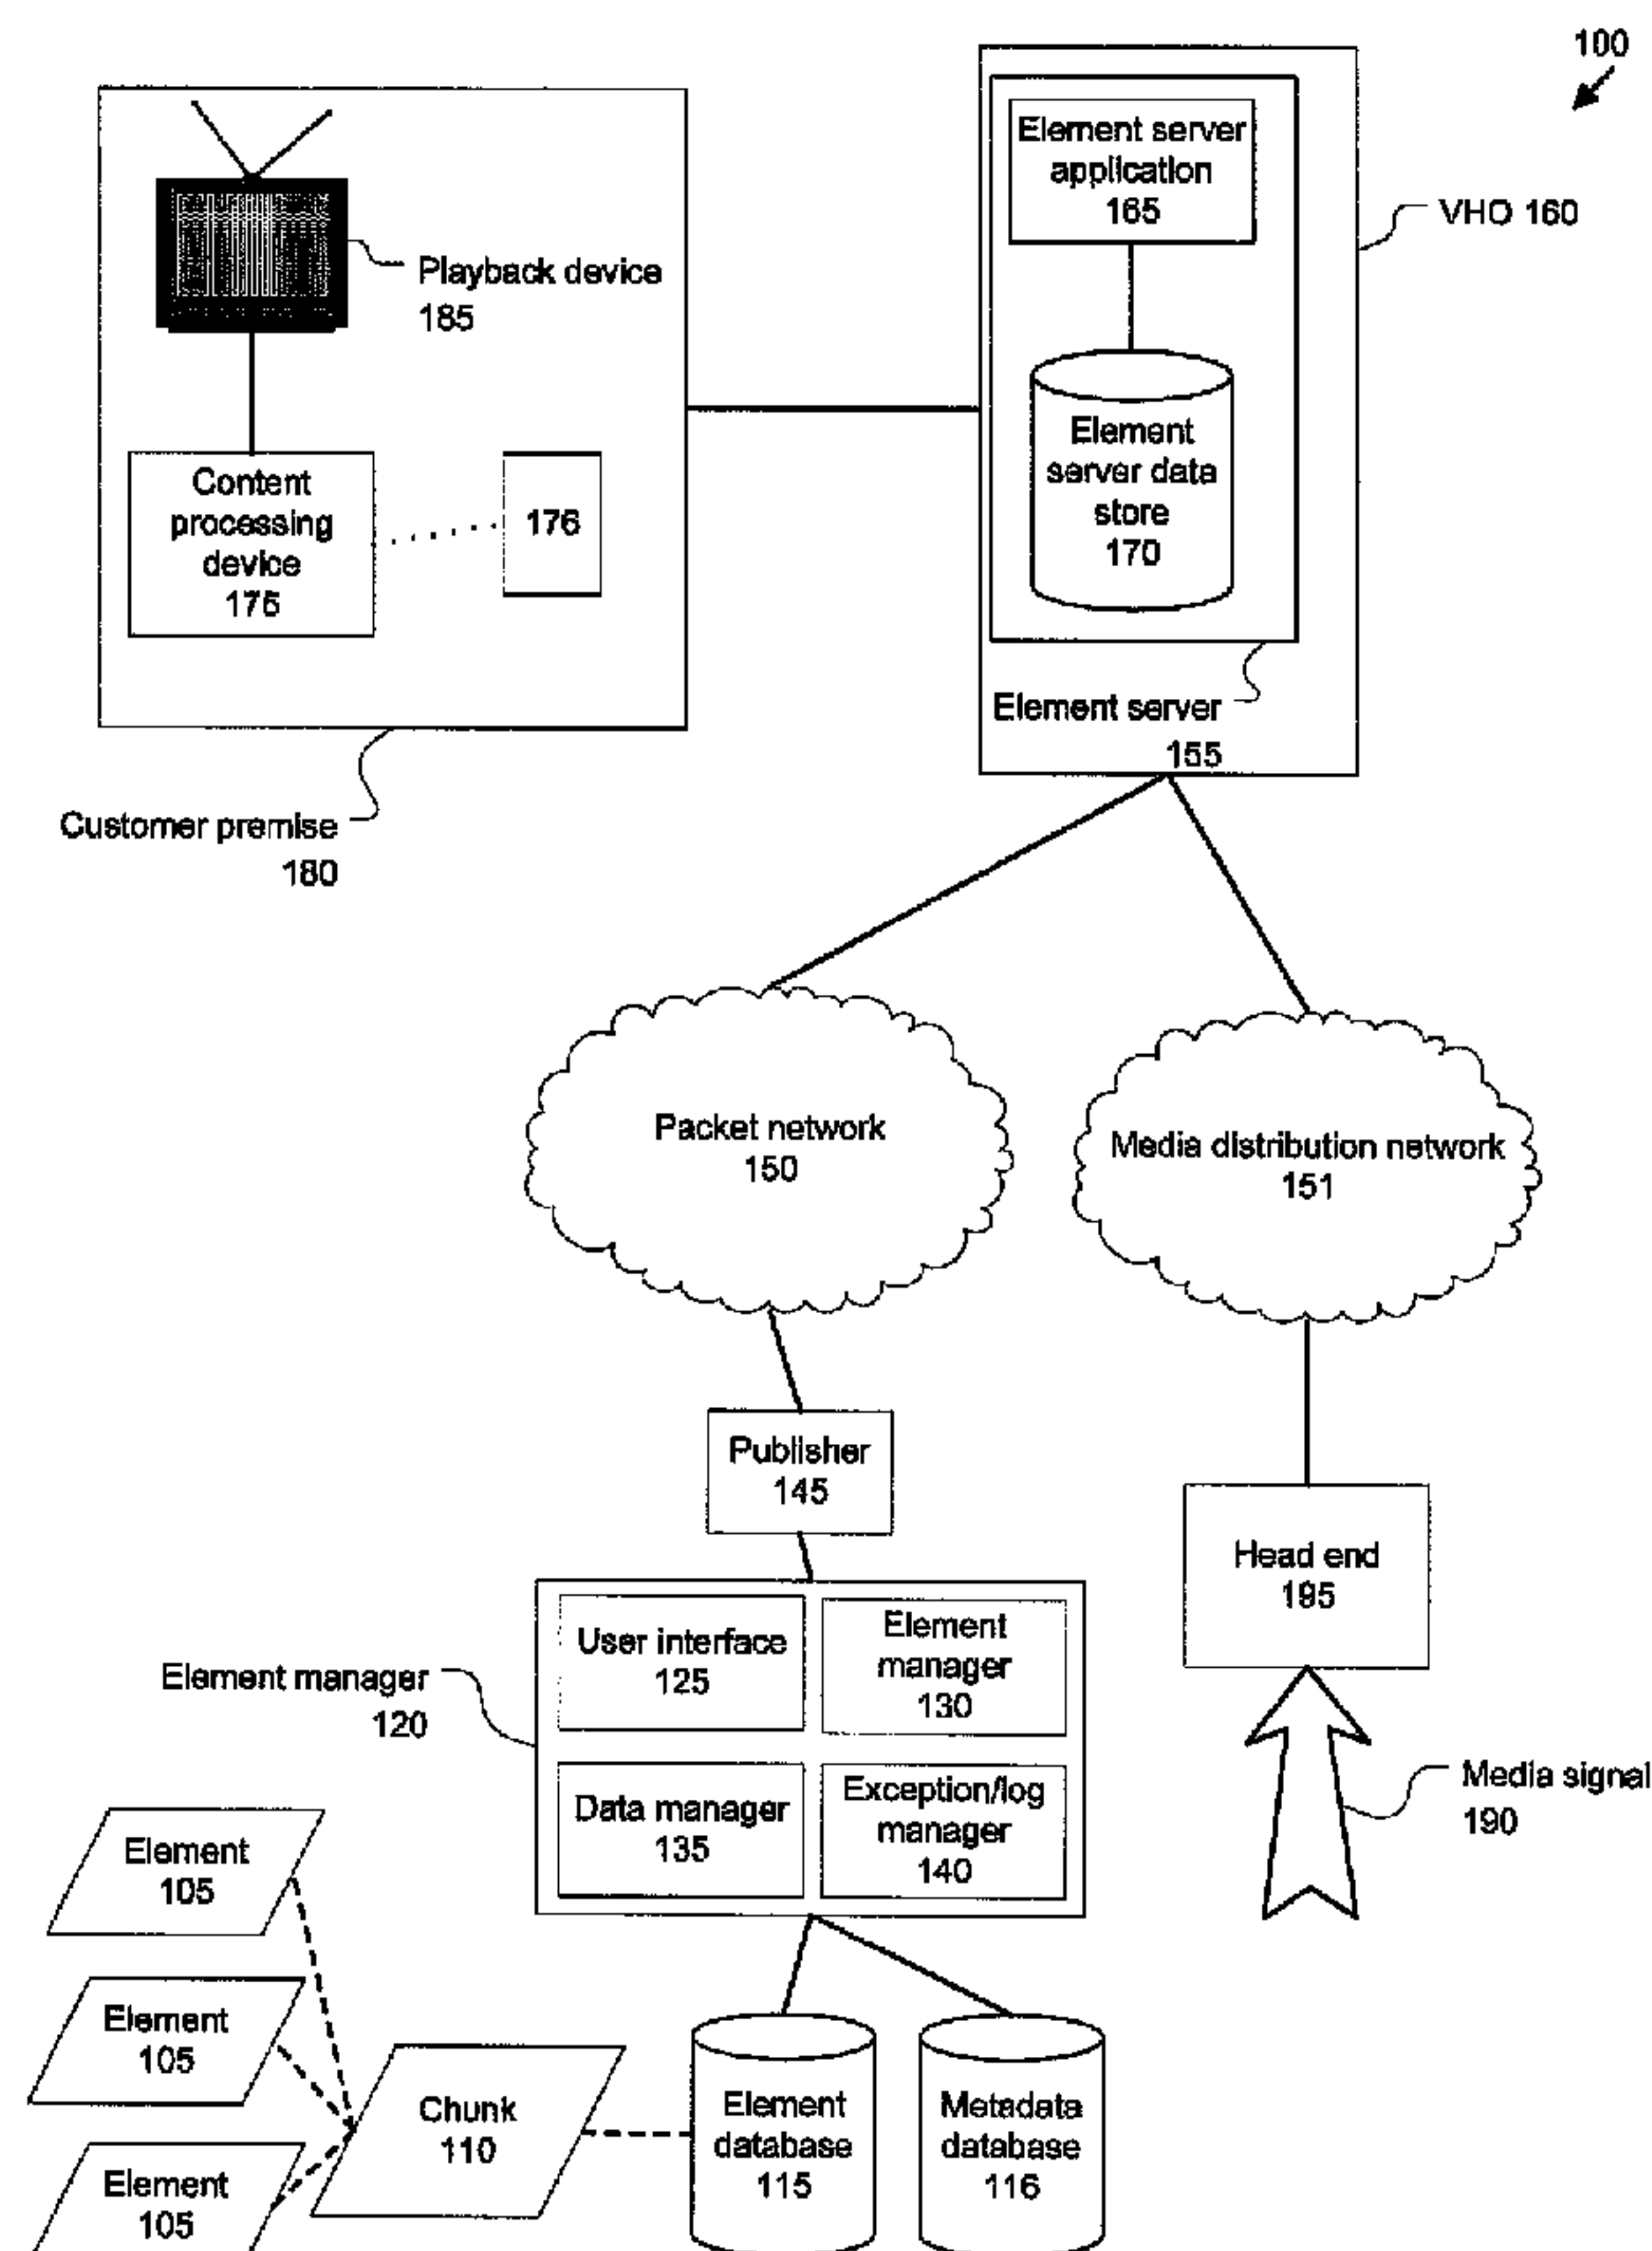 100
Element server
application
165
VHO 160
Playback device
185
Element
server data
store
170
Content
processing
device
175
176
Element server
155
Customer premise
180
Packet network
150
Media distribution network
151
Publisher
145
Head end
195
User interface
125
Element
manager
130
Element manager
120
Data manager
135
Exception/log
manager
140
Media signal
190
Element
105
Element
105
Chunk
110
Element
database
115
Metadata
database
116
Element
105